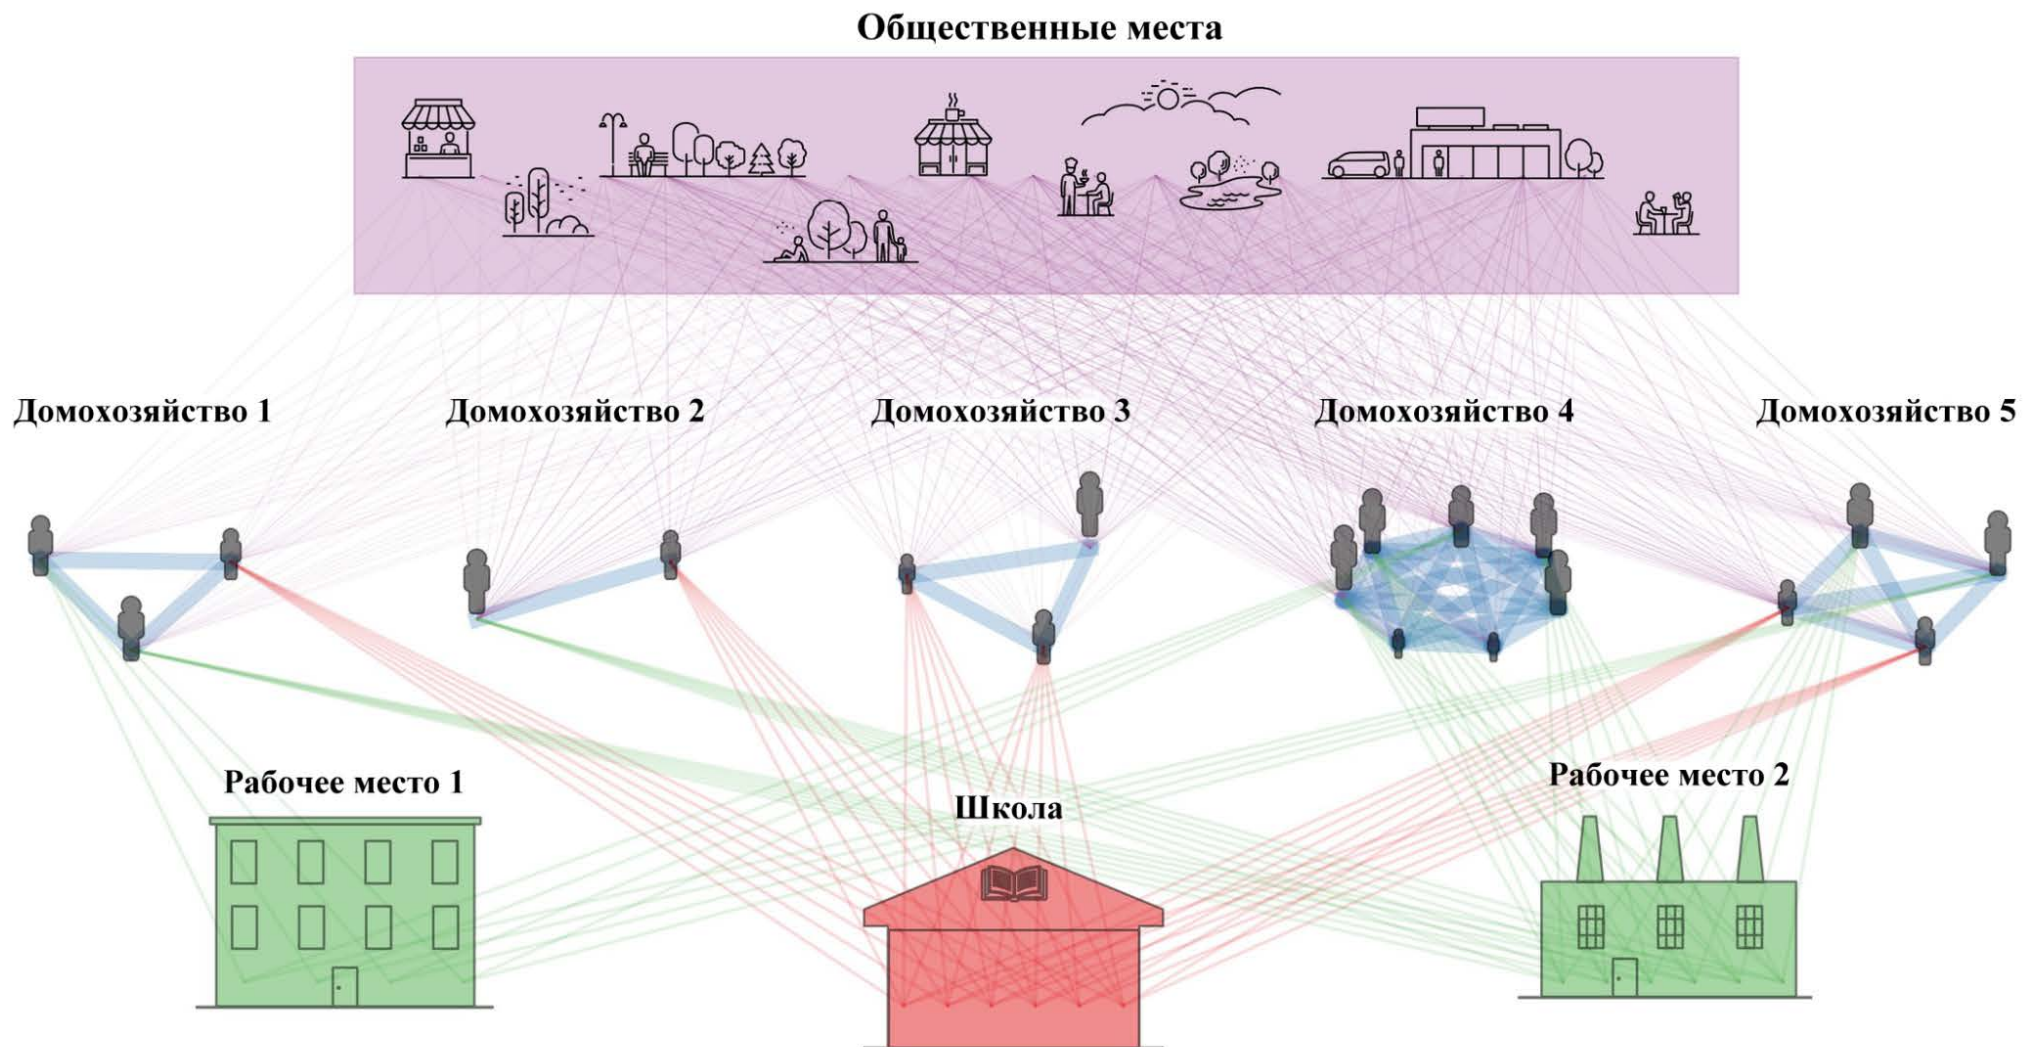 Общественные места
Домохозяйство 1
Домохозяйство 2
Домохозяйство 3
Домохозяйство 4
Домохозяйство 5
Рабочее место 1
Школа
Рабочее место 2